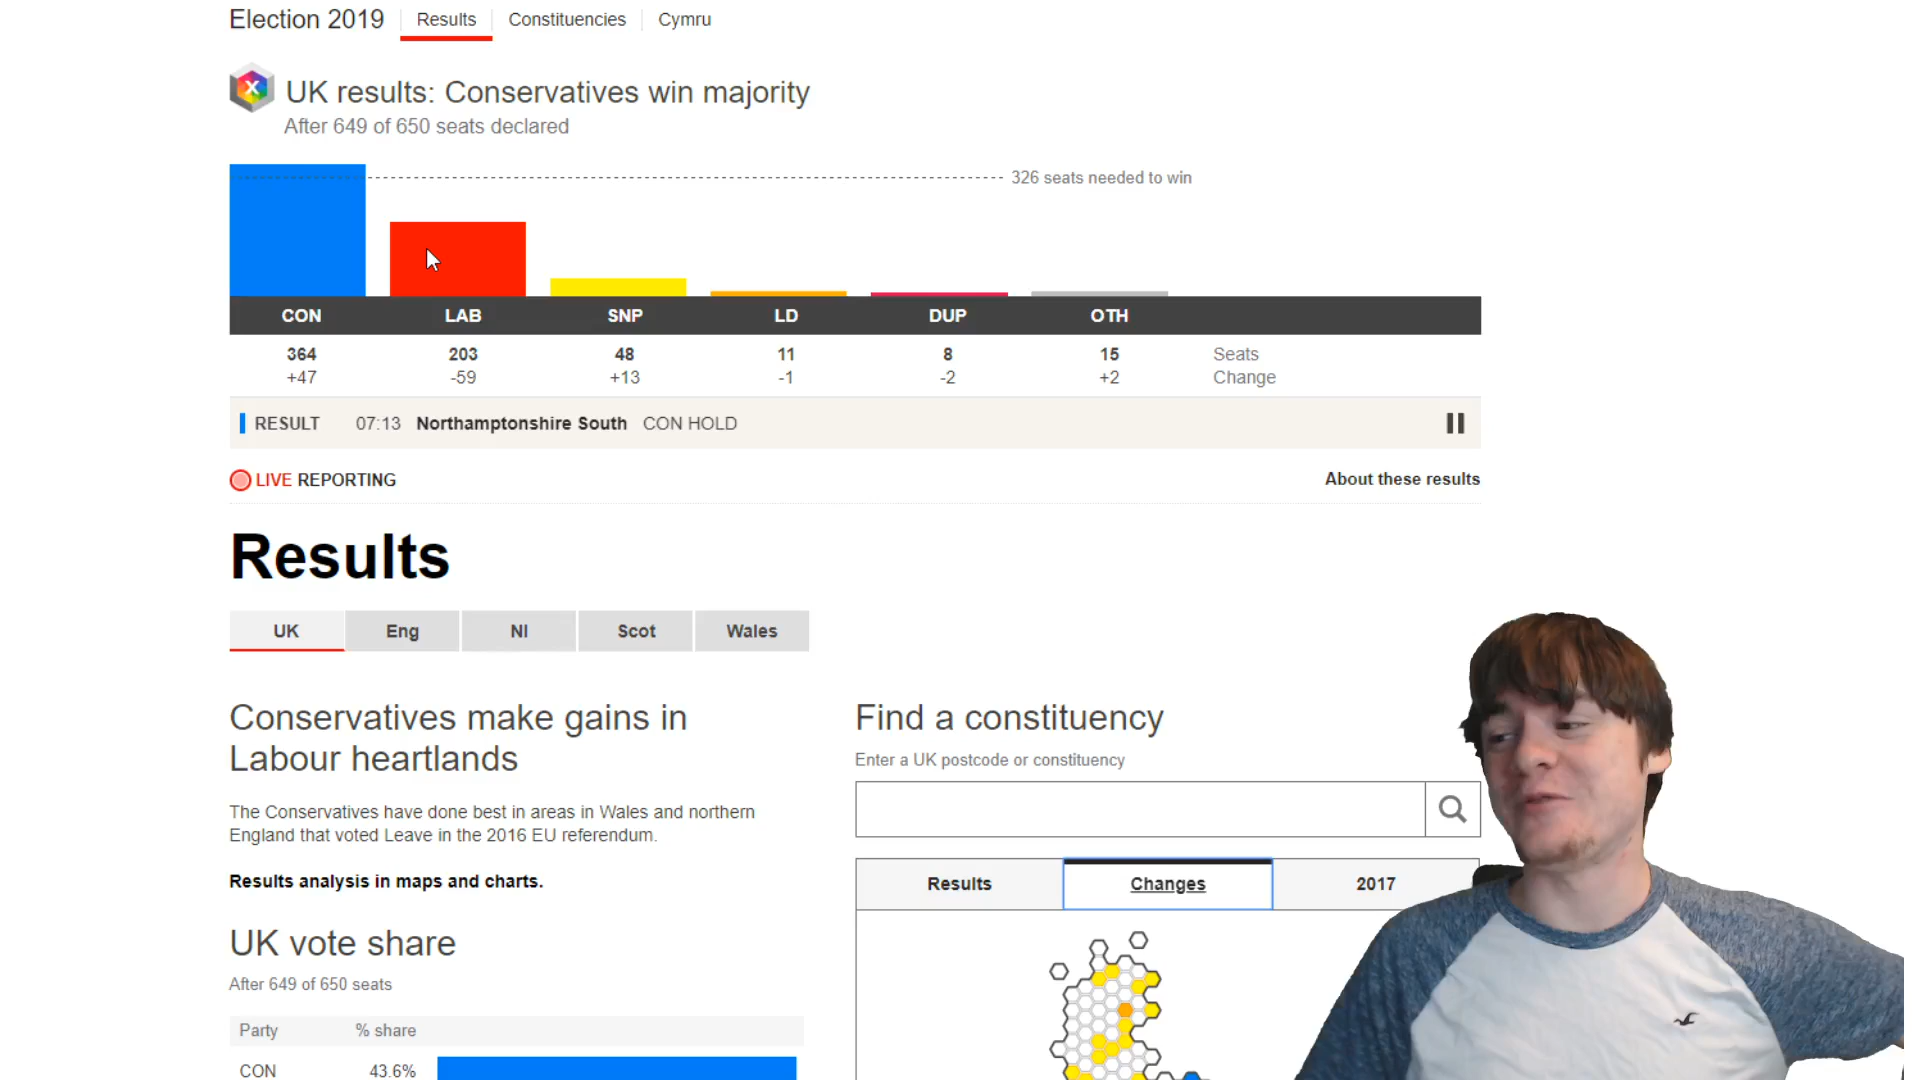 Election 2019 Results Constituencies Cymru
X
UK results: Conservatives win majority
After 649 of 650 seats declared
326 seats needed to win
CON LAB SNP LD DUP OTH
364 203 48 11 8 15 Seats
+47 -59 +13 -1 -2 +2 Change
RESULT 07:13 Northamptonshire South CON HOLD
LIVE REPORTING About these results
Results
UK Eng NI Scot Wales
Conservatives make gains in
Labour heartlands
The Conservatives have done best in areas in Wales and northern
England that voted Leave in the 2016 EU referendum.
Results analysis in maps and charts.
UK vote share
After 649 of 650 seats
Party % share
CON 43.6%
Find a constituency
Enter a UK postcode or constituency
Results Changes 2017